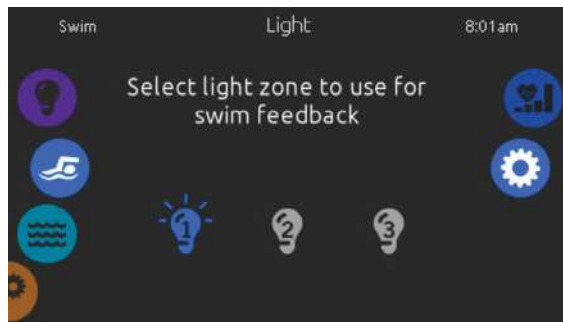 Swim Light 8:01am
Select light zone to use for
swim feedback
1 2 3